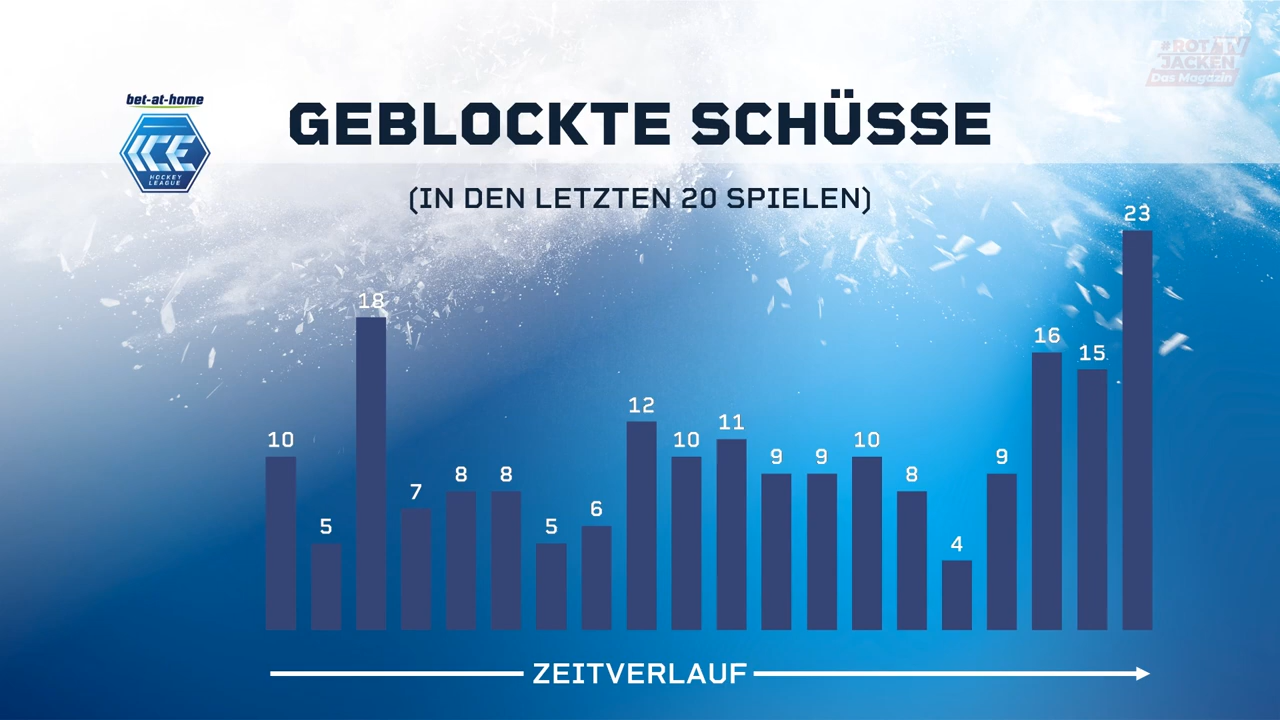 #ROT TV
JACKEN
Das Magazin
bet-at-home
ICE
HOCKEY
LEAGUE
GEBLOCKTE SCHÜSSE
(IN DEN LETZTEN 20 SPIELEN)
10
5
18
7
8
8
5
6
12
10
11
9
9
10
8
4
9
16
15
23
ZEITVERLAUF